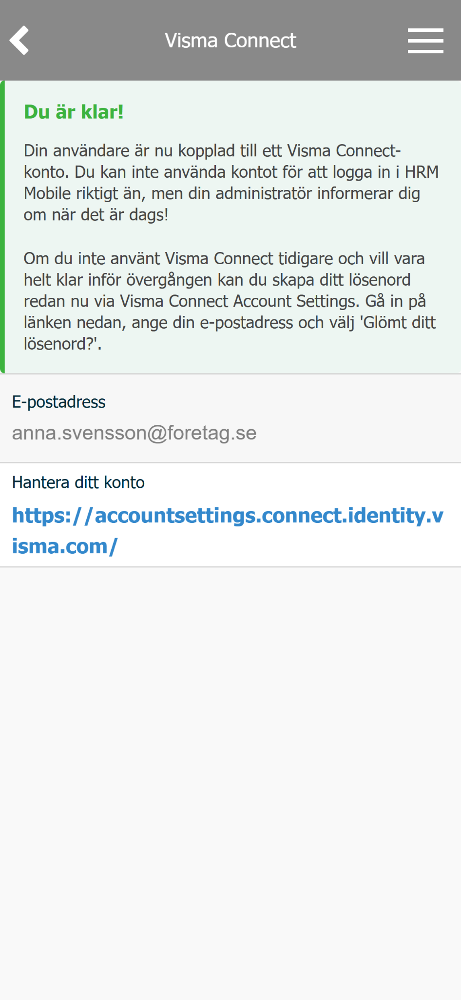 Visma Connect
Du är klar!
Din användare är nu kopplad till ett Visma Connect-
konto. Du kan inte använda kontot för att logga in i HRM
Mobile riktigt än, men din administratör informerar dig
om när det är dags!
Om du inte använt Visma Connect tidigare och vill vara
helt klar inför övergången kan du skapa ditt lösenord
redan nu via Visma Connect Account Settings. Gå in på
länken nedan, ange din e-postadress och välj 'Glömt ditt
lösenord?'.
E-postadress
anna.svensson@foretag.se
Hantera ditt konto
https://accountsettings.connect.identity.v
isma.com/